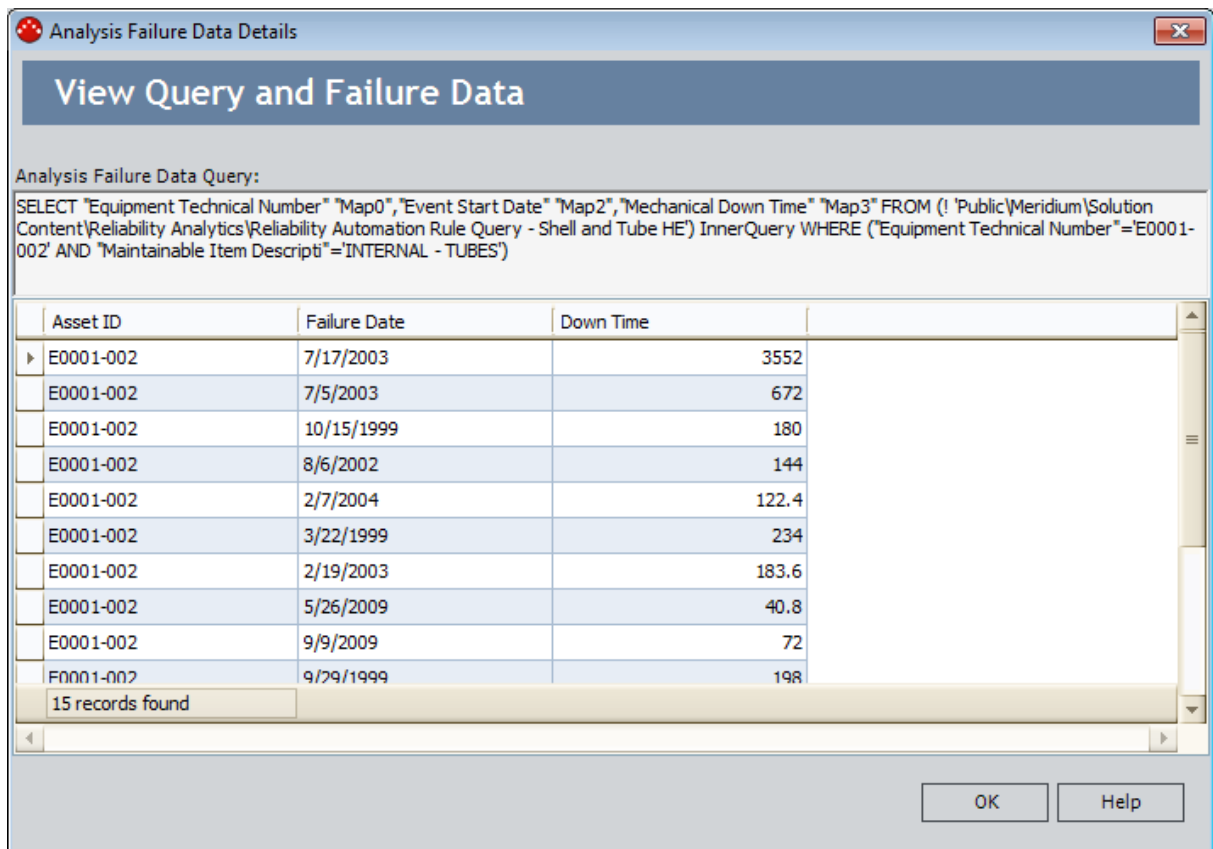 Analysis Failure Data Details
View Query and Failure Data
Analysis Failure Data Query:
SELECT "Equipment Technical Number" "Map0","Event Start Date" "Map2","Mechanical Down Time" "Map3" FROM (! 'Public\Meridium\Solution
Content\Reliability Analytics\Reliability Automation Rule Query - Shell and Tube HE') InnerQuery WHERE ("Equipment Technical Number"='E0001-
002' AND "Maintainable Item Descripti"='INTERNAL - TUBES')
Asset ID Failure Date Down Time
E0001-002 7/17/2003 3552
E0001-002 7/5/2003 672
E0001-002 10/15/1999 180
E0001-002 8/6/2002 144
E0001-002 2/7/2004 122.4
E0001-002 3/22/1999 234
E0001-002 2/19/2003 183.6
E0001-002 5/26/2009 40.8
E0001-002 9/9/2009 72
E0001-002 9/29/1999 198
15 records found
OK Help